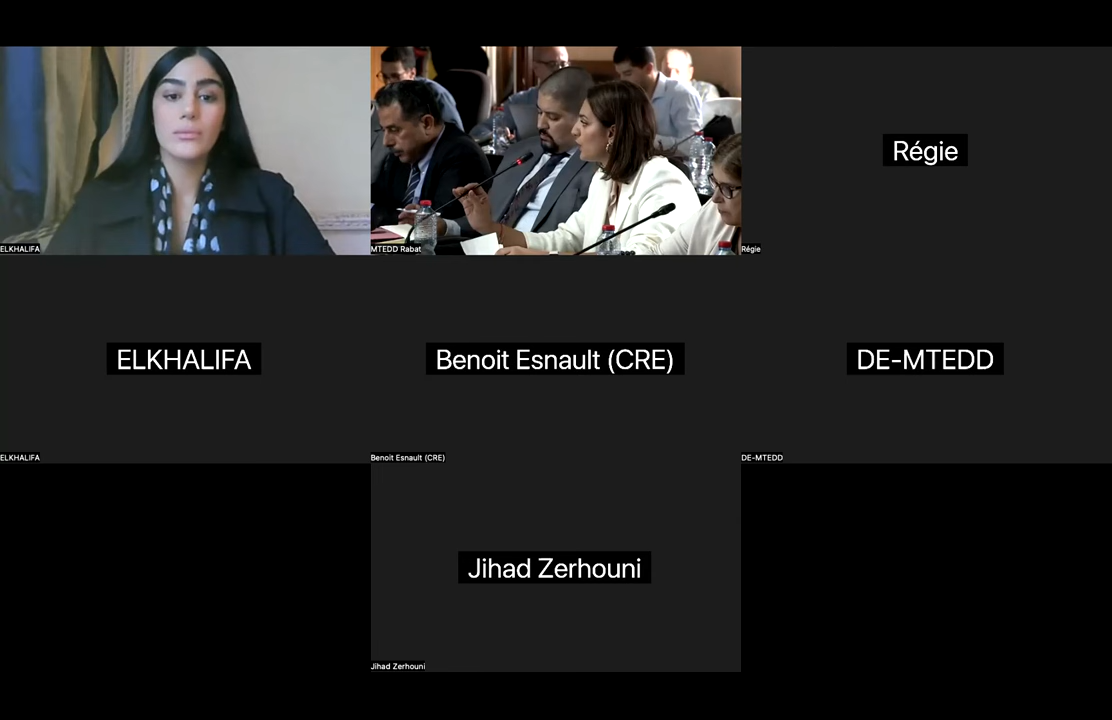 ELKHALIFA
MTEDD Rabat
Régie
Régie
ELKHALIFA
ELKHALIFA
Benoit Esnault (CRE)
Benoit Esnault (CRE)
DE-MTEDD
DE-MTEDD
Jihad Zerhouni
Jihad Zerhouni